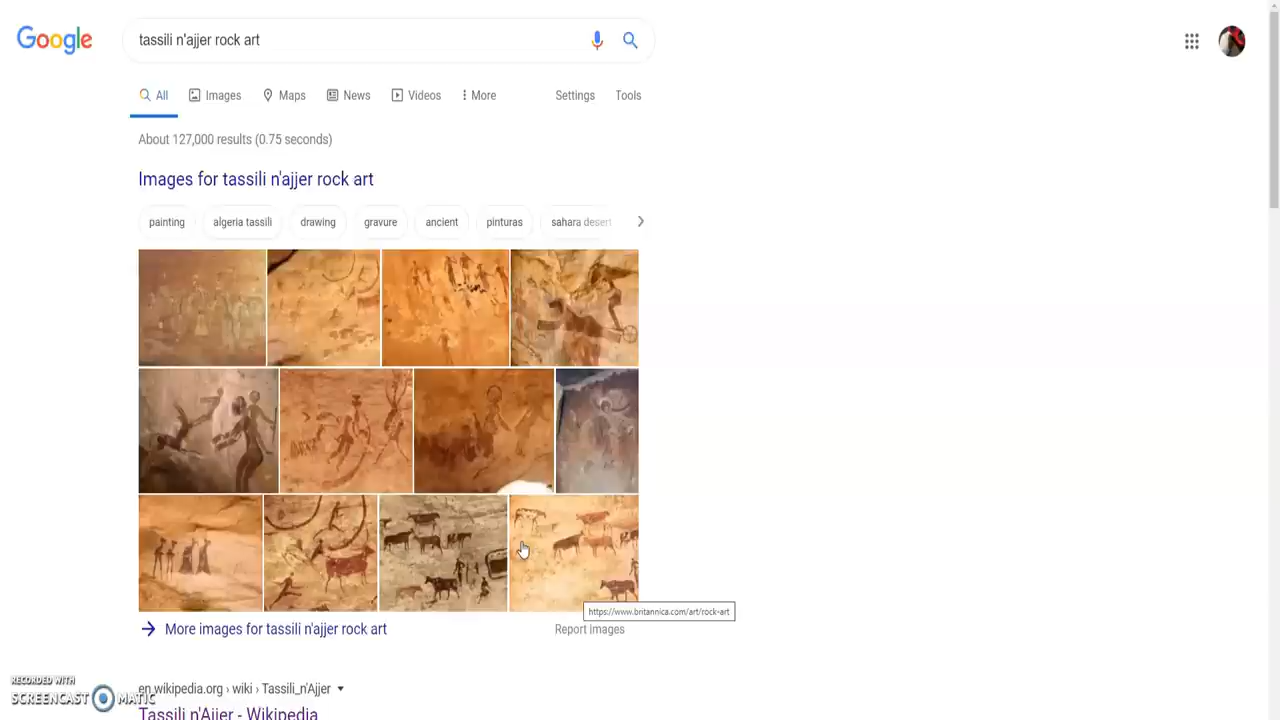 Google
tassili n'ajjer rock art
All Images Maps News Videos More Settings Tools
About 127,000 results (0.75 seconds)
Images for tassili n'ajjer rock art
painting algeria tassili drawing gravure ancient pinturas sahara desert
https://www.britannica.com/art/rock-art
More images for tassili n'ajjer rock art Report images
en.wikipedia.org › wiki › Tassili_n'Ajjer
Tassili n'Ajjer - Wikipedia
RECORDED WITH
SCREENCAST MATIC